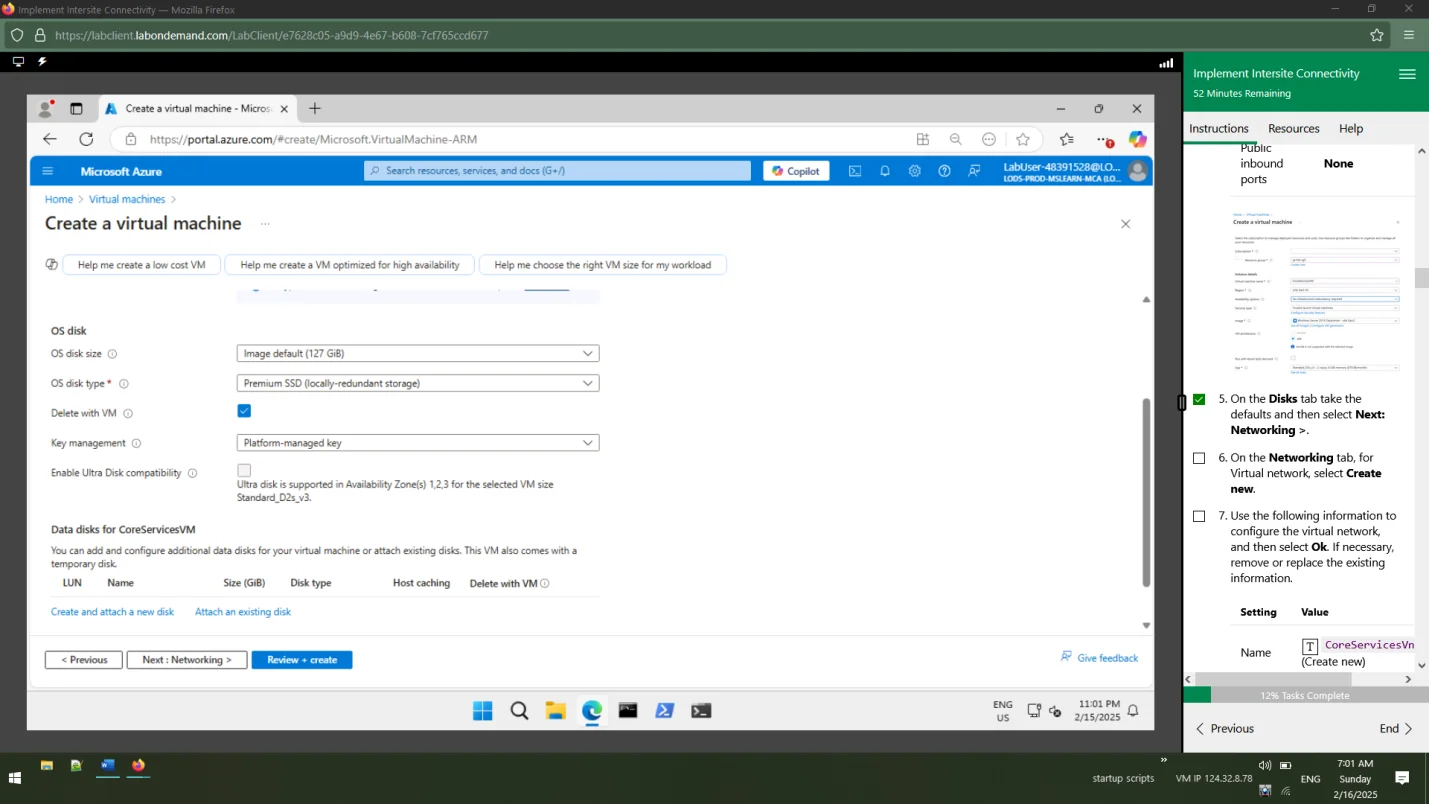 Implement Intersite Connectivity — Mozilla Firefox
https://labclient.labondemand.com/LabClient/e7628c05-a9d9-4e67-b608-7cf765ccd677
Create a virtual machine - Micros
https://portal.azure.com/#create/Microsoft.VirtualMachine-ARM
Microsoft Azure
Search resources, services, and docs (G+/)
Copilot
LabUser-48391528@LO...
LODS-PROD-MSLEARN-MCA (LO...
Home > Virtual machines >
Create a virtual machine ...
Help me create a low cost VM
Help me create a VM optimized for high availability
Help me choose the right VM size for my workload
OS disk
OS disk size
Image default (127 GiB)
OS disk type *
Premium SSD (locally-redundant storage)
Delete with VM
Key management
Platform-managed key
Enable Ultra Disk compatibility
Ultra disk is supported in Availability Zone(s) 1,2,3 for the selected VM size
Standard_D2s_v3.
Data disks for CoreServicesVM
You can add and configure additional data disks for your virtual machine or attach existing disks. This VM also comes with a
temporary disk.
LUN Name Size (GiB) Disk type Host caching Delete with VM
Create and attach a new disk Attach an existing disk
< Previous
Next : Networking >
Review + create
Give feedback
ENG
US
11:01 PM
2/15/2025
Implement Intersite Connectivity
52 Minutes Remaining
Instructions Resources Help
Public
inbound
ports
None
Create a virtual machine
5. On the Disks tab take the
defaults and then select Next:
Networking >.
6. On the Networking tab, for
Virtual network, select Create
new.
7. Use the following information to
configure the virtual network,
and then select Ok. If necessary,
remove or replace the existing
information.
Setting Value
Name
T CoreServicesVn
(Create new)
12% Tasks Complete
< Previous
End >
startup scripts
VM IP 124.32.8.78
ENG
7:01 AM
Sunday
2/16/2025